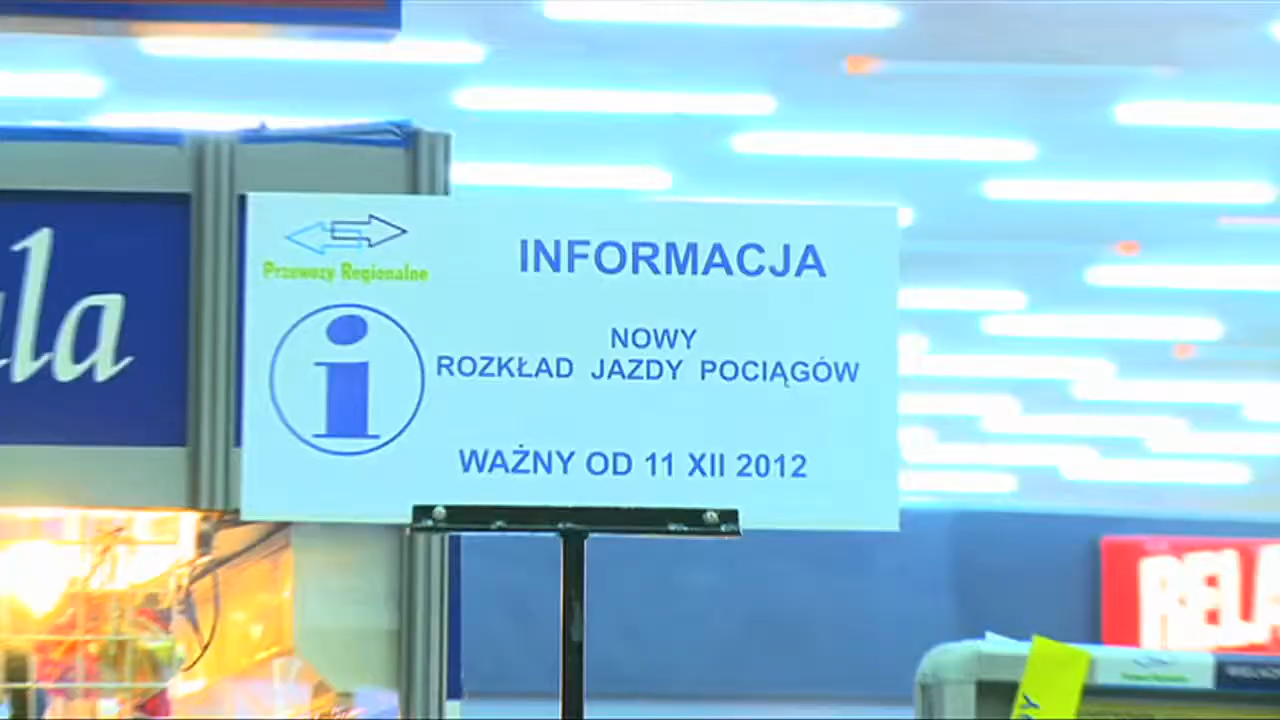 INFORMACJA
Przewozy Regionalne
i
NOWY
ROZKŁAD JAZDY POCIĄGÓW
WAŻNY OD 11 XII 2012